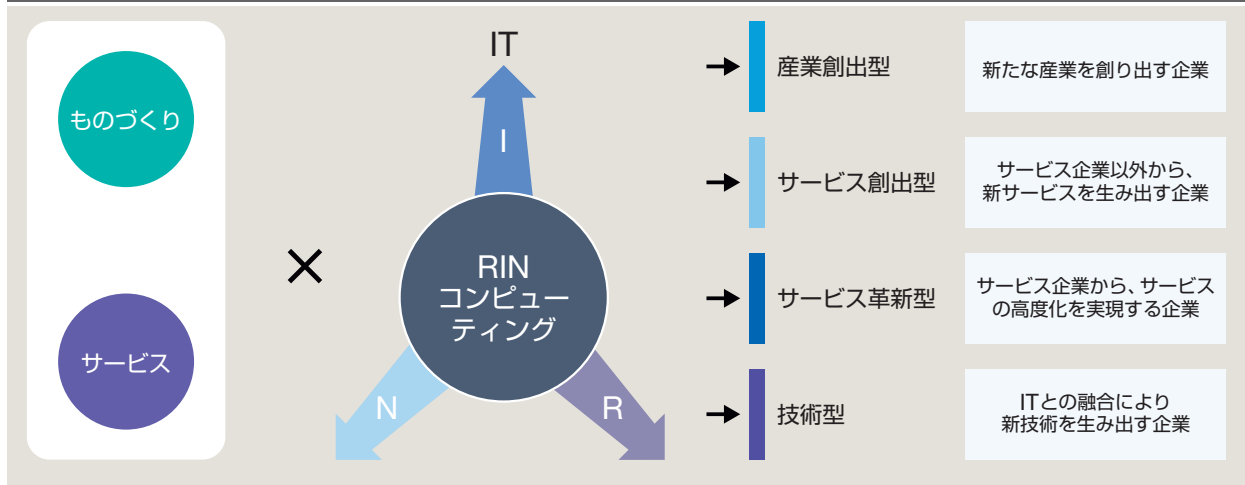 ものづくり
サービス
×
IT
I
RIN
コンピュー
ティング
N
R
産業創出型
新たな産業を創り出す企業
サービス創出型
サービス企業以外から、
新サービスを生み出す企業
サービス革新型
サービス企業から、サービス
の高度化を実現する企業
技術型
ITとの融合により
新技術を生み出す企業